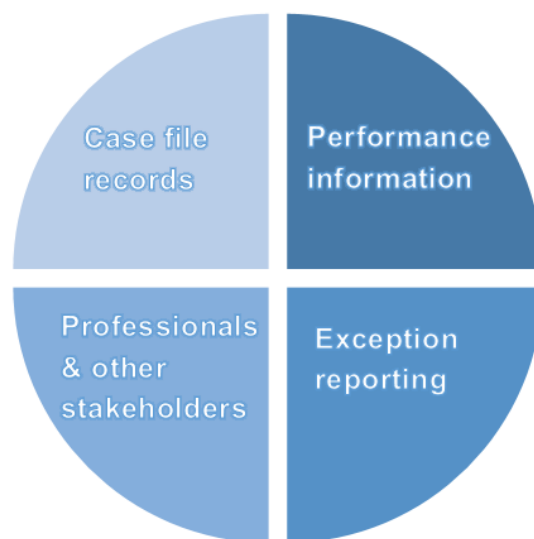 Case file
records
Performance
information
Professionals
& other
stakeholders
Exception
reporting